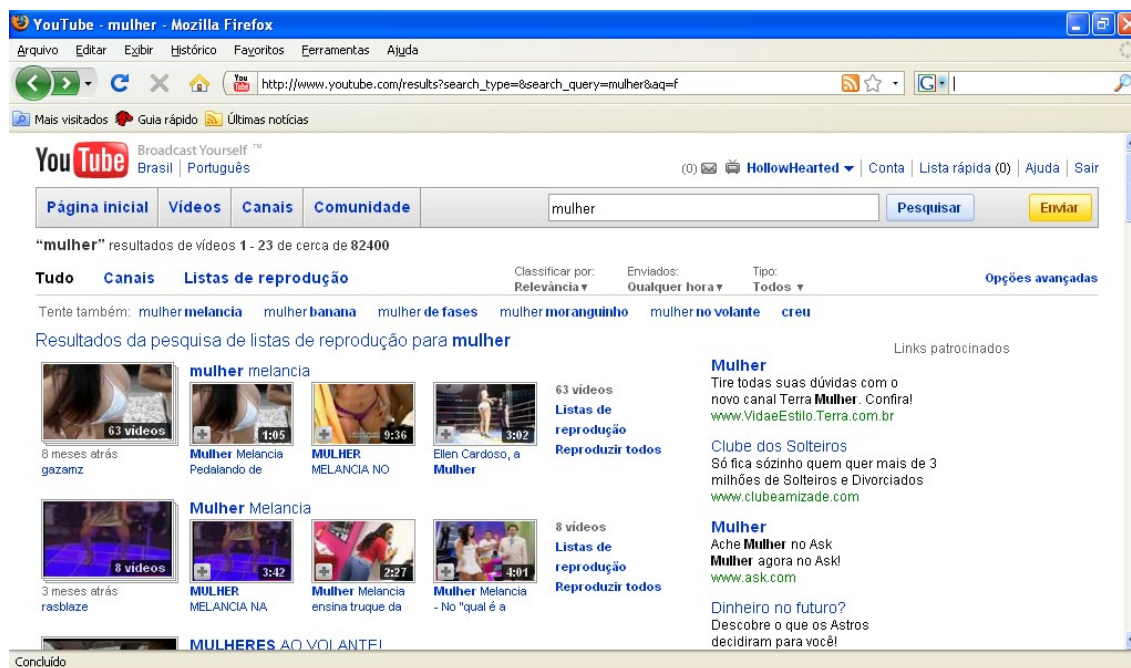 YouTube - mulher - Mozilla Firefox
Arquivo Editar Exibir Histórico Favoritos Ferramentas Ajuda
You Tube http://www.youtube.com/results?search_type=&search_query=mulher&aq=f G
Mais visitados Guia rápido Últimas notícias
You Tube Broadcast Yourself ™
Brasil | Português
(0) HollowHearted | Conta | Lista rápida (0) | Ajuda | Sair
Página inicial Vídeos Canais Comunidade mulher Pesquisar Enviar
“mulher” resultados de vídeos 1 - 23 de cerca de 82400
Tudo Canais Listas de reprodução
Classificar por: Enviados: Tipo:
Relevância Qualquer hora Todos
Opções avançadas
Tente também: mulher melancia mulher banana mulher de fases mulher moranguinho mulher no volante creu
Resultados da pesquisa de listas de reprodução para mulher
63 vídeos
8 meses atrás
gazamz
mulher melancia
1:05
Mulher Melancia
Pedalando de
9:36
MULHER
MELANCIA NO
3:02
Ellen Cardoso, a
Mulher
63 vídeos
Listas de
reprodução
Reproduzir todos
8 vídeos
3 meses atrás
rasblaze
Mulher Melancia
3:42
MULHER
MELANCIA NA
2:27
Mulher Melancia
ensina truque da
4:01
Mulher Melancia
- No "qual é a
8 vídeos
Listas de
reprodução
Reproduzir todos
MULHERES AO VOLANTE!
Links patrocinados
Mulher
Tire todas suas dúvidas com o
novo canal Terra Mulher. Confira!
www.VidaeEstilo.Terra.com.br
Clube dos Solteiros
Só fica sózinho quem quer mais de 3
milhões de Solteiros e Divorciados
www.clubeamizade.com
Mulher
Ache Mulher no Ask
Mulher agora no Ask!
www.ask.com
Dinheiro no futuro?
Descobre o que os Astros
decidiram para você!
Concluído